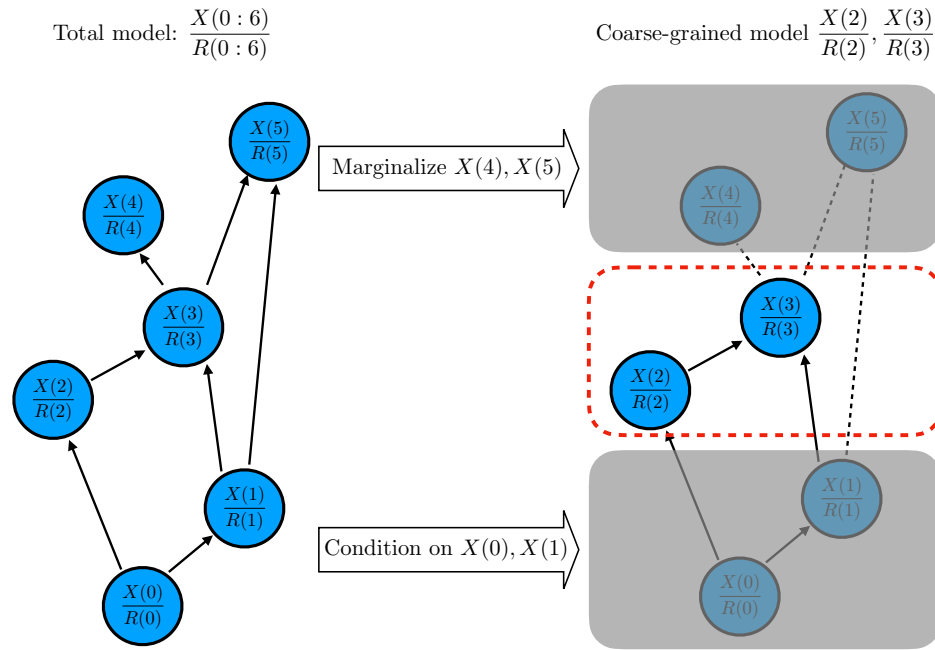 Total model: X(0 : 6)/R(0 : 6)
Coarse-grained model X(2)/R(2), X(3)/R(3)
X(5)/R(5)
X(4)/R(4)
X(3)/R(3)
X(2)/R(2)
X(1)/R(1)
X(0)/R(0)
Marginalize X(4), X(5)
Condition on X(0), X(1)
X(5)/R(5)
X(4)/R(4)
X(3)/R(3)
X(2)/R(2)
X(1)/R(1)
X(0)/R(0)